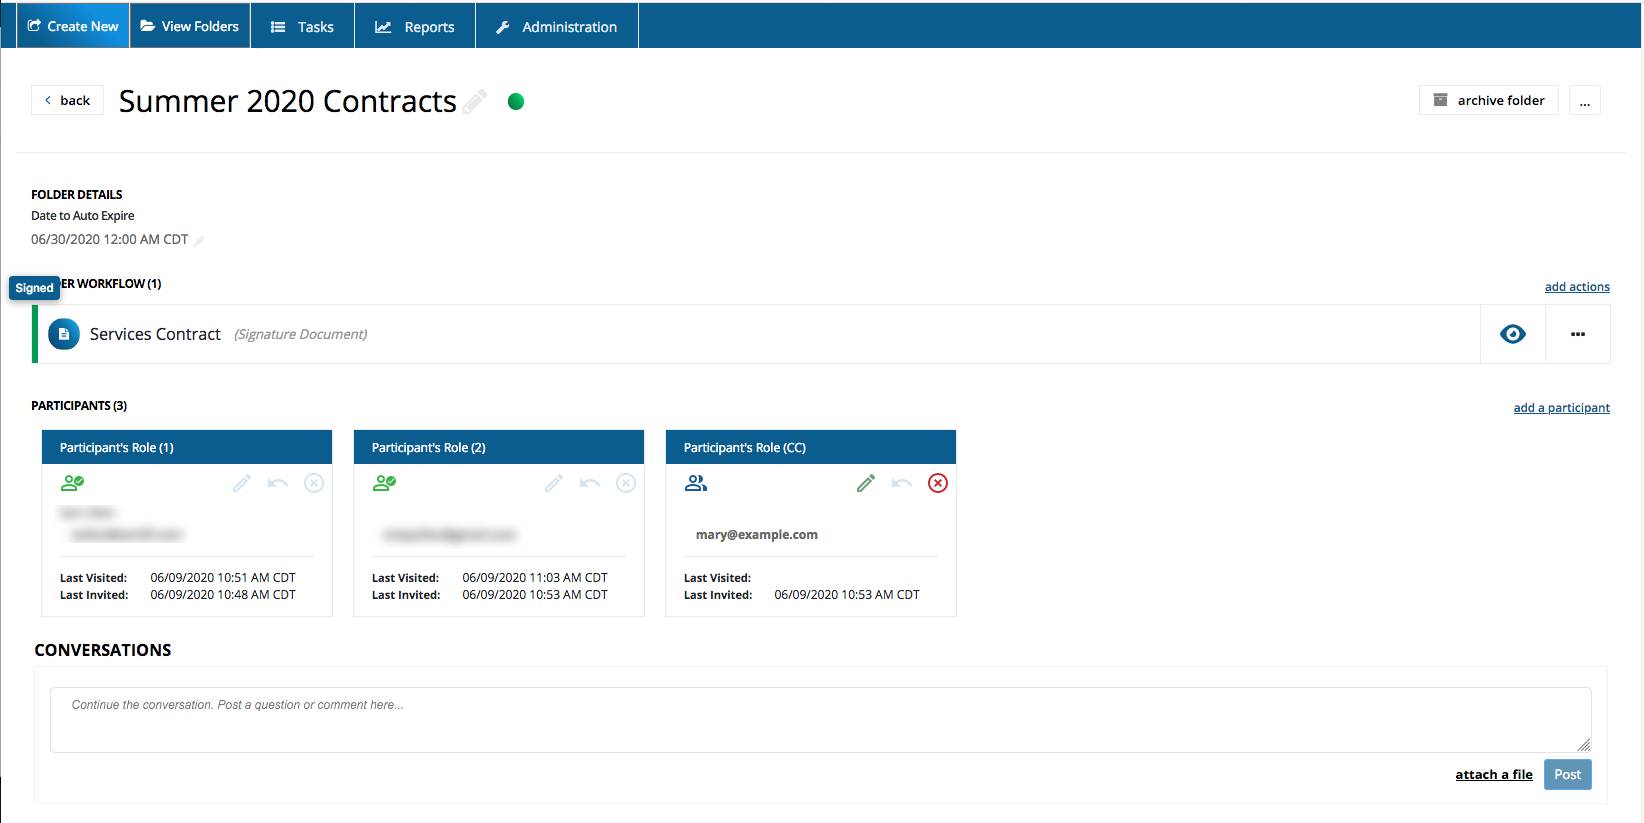 Create New View Folders Tasks Reports Administration
back Summer 2020 Contracts archive folder ...
FOLDER DETAILS
Date to Auto Expire
06/30/2020 12:00 AM CDT
Signed ER WORKFLOW (1) add actions
Services Contract (Signature Document)
PARTICIPANTS (3) add a participant
Participant's Role (1) Participant's Role (2) Participant's Role (CC)
mary@example.com
Last Visited: 06/09/2020 10:51 AM CDT Last Visited: 06/09/2020 11:03 AM CDT Last Visited:
Last Invited: 06/09/2020 10:48 AM CDT Last Invited: 06/09/2020 10:53 AM CDT Last Invited: 06/09/2020 10:53 AM CDT
CONVERSATIONS
Continue the conversation. Post a question or comment here...
attach a file Post